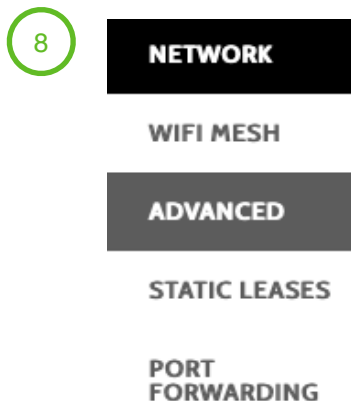 8
NETWORK
WIFI MESH
ADVANCED
STATIC LEASES
PORT
FORWARDING